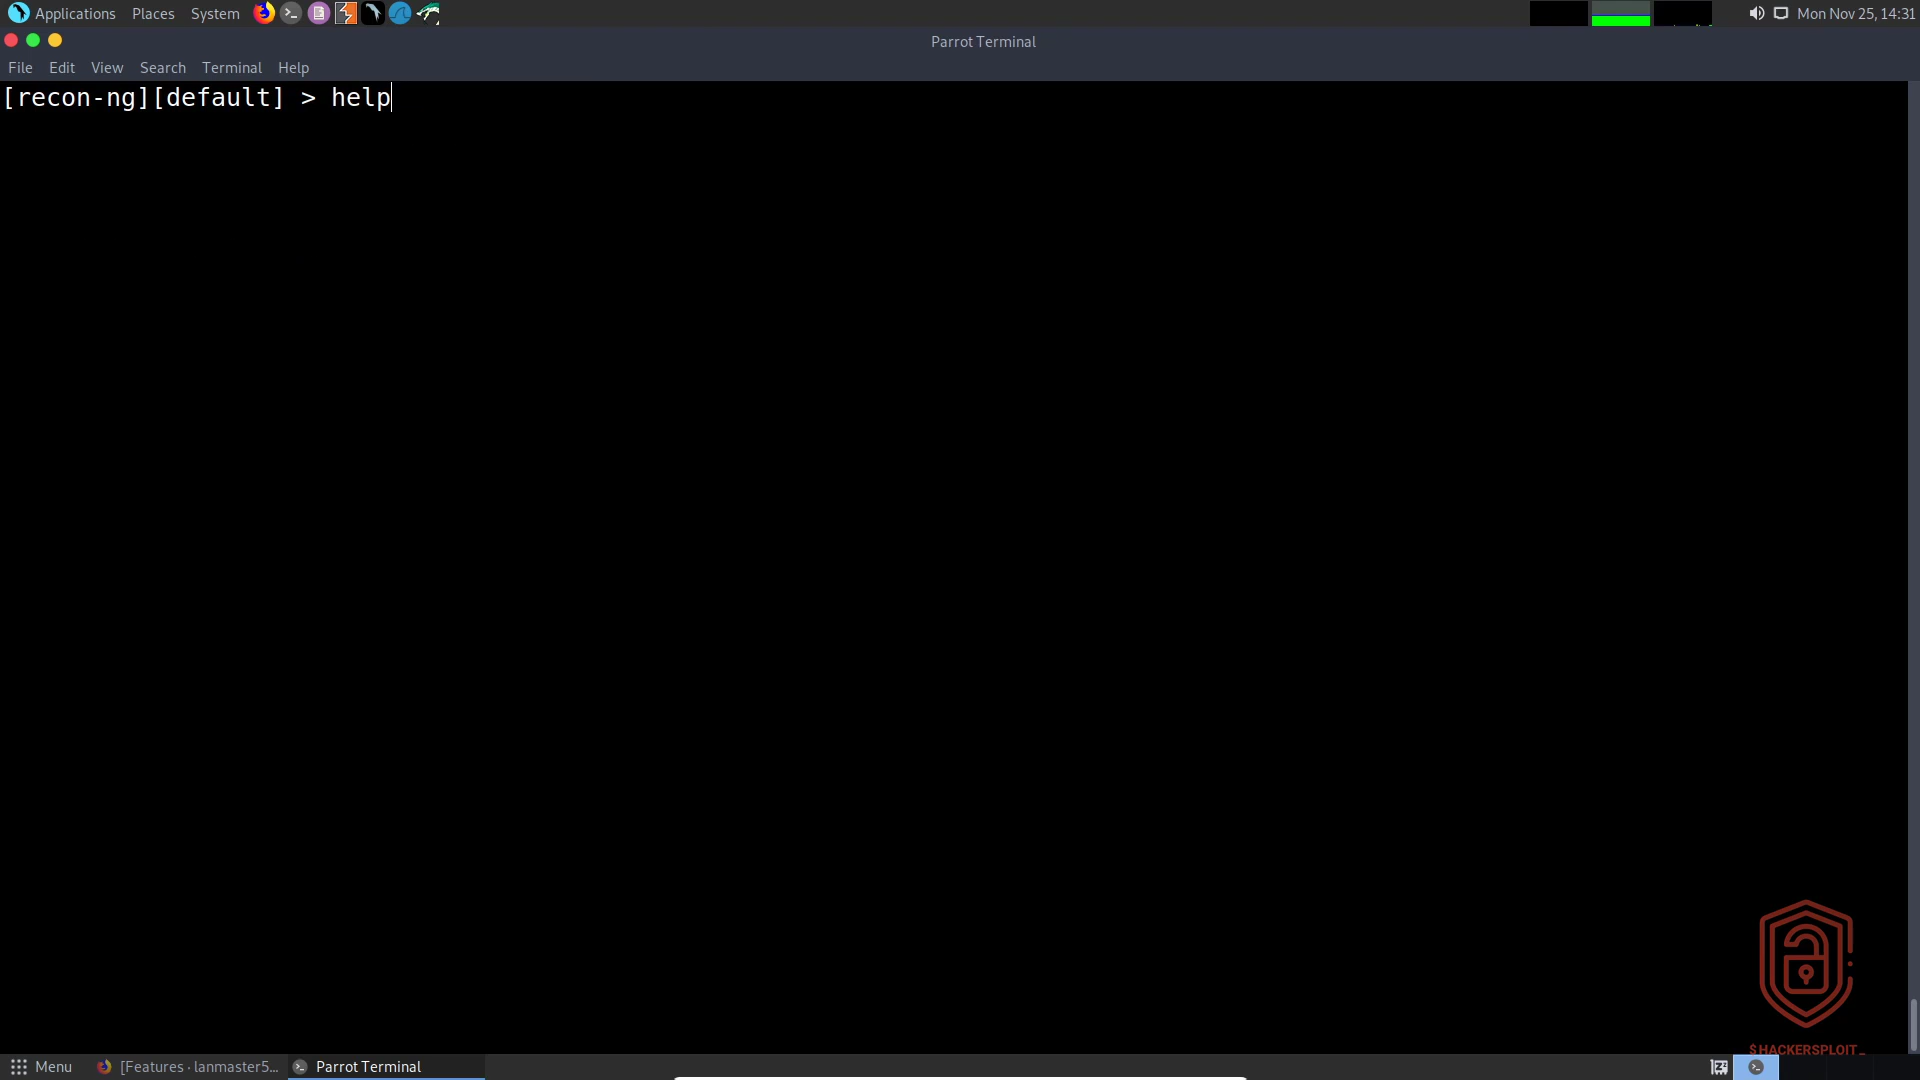 Applications Places System Mon Nov 25, 14:31
Parrot Terminal
File Edit View Search Terminal Help
[recon-ng][default] > help
$HACKERSPLOIT_
Menu [Features · lanmaster5... Parrot Terminal